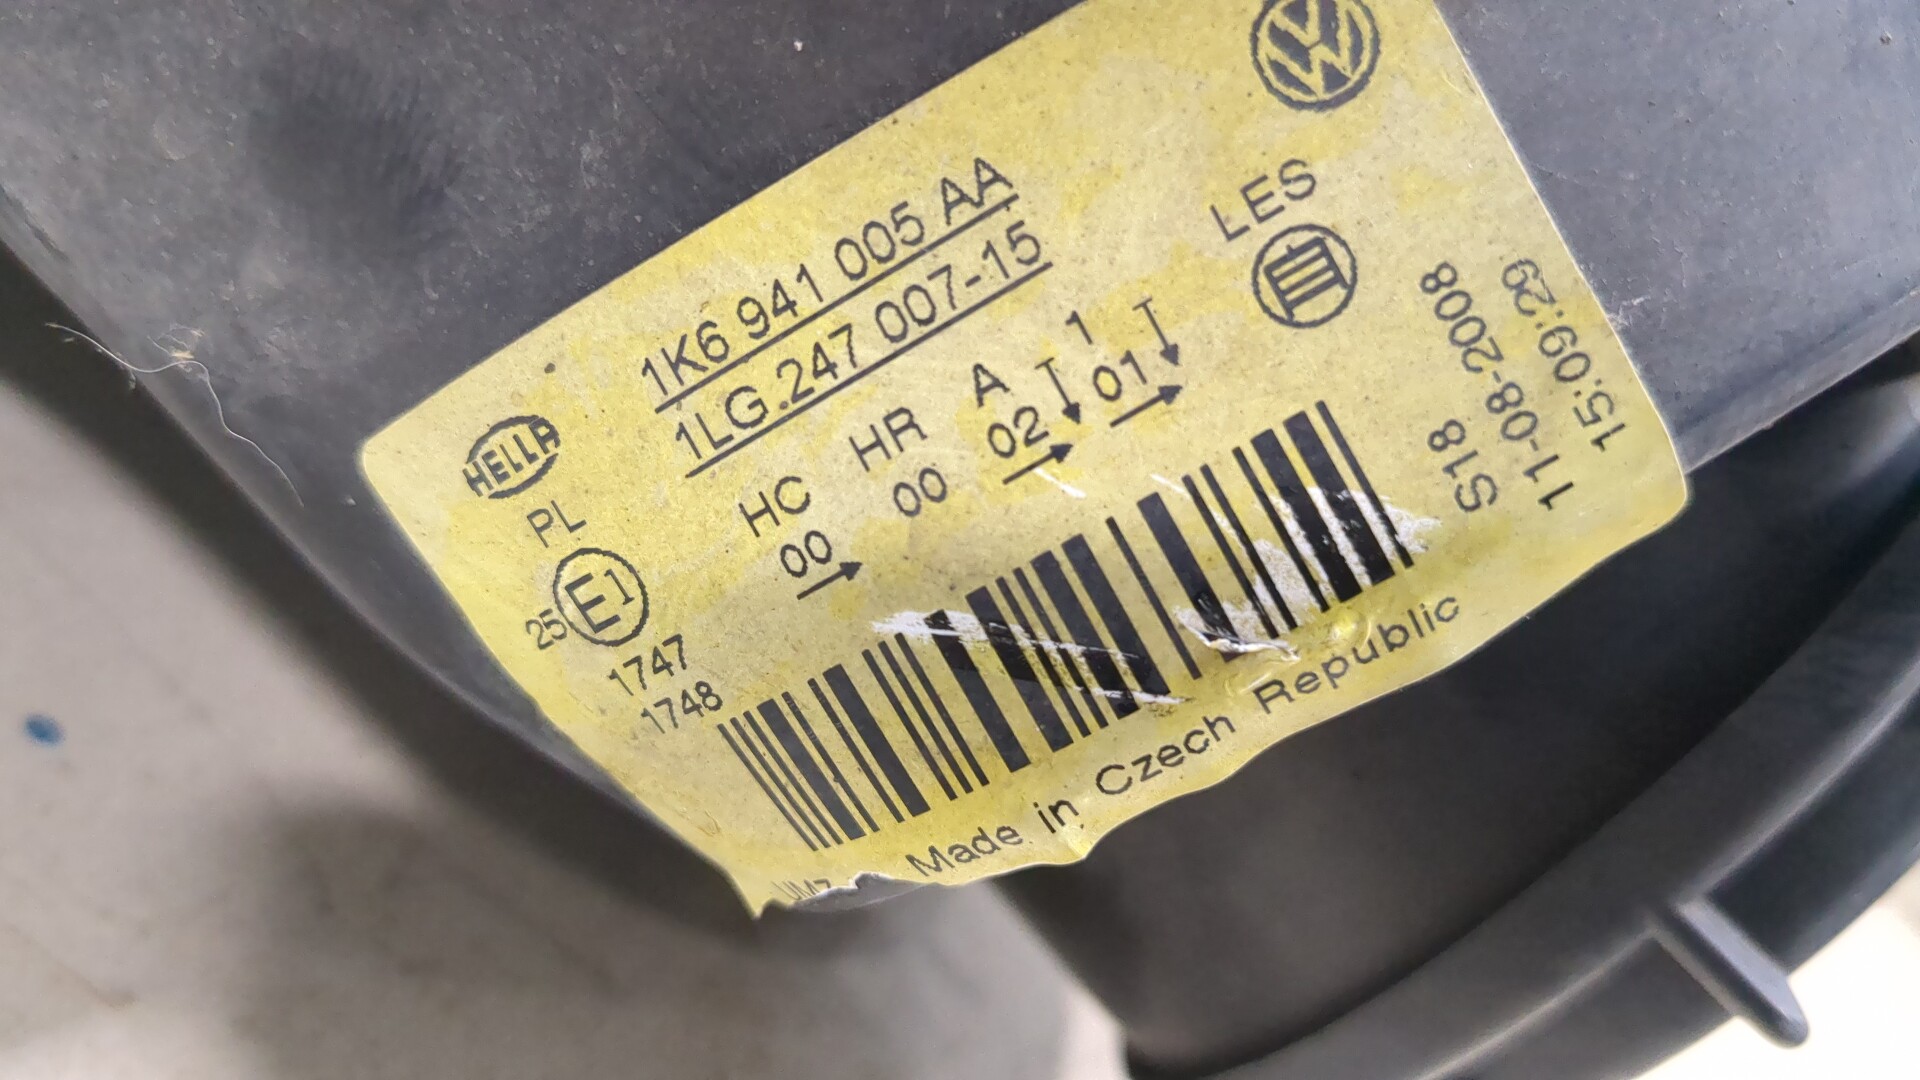 VW
1K6 941 005 AA
1LG.247 007-15
LES
HELLA
PL
HC HR A 1
00 00 02 01
25 E1
1747
1748
S18
11-08-2008
15:09:29
Made in Czech Republic